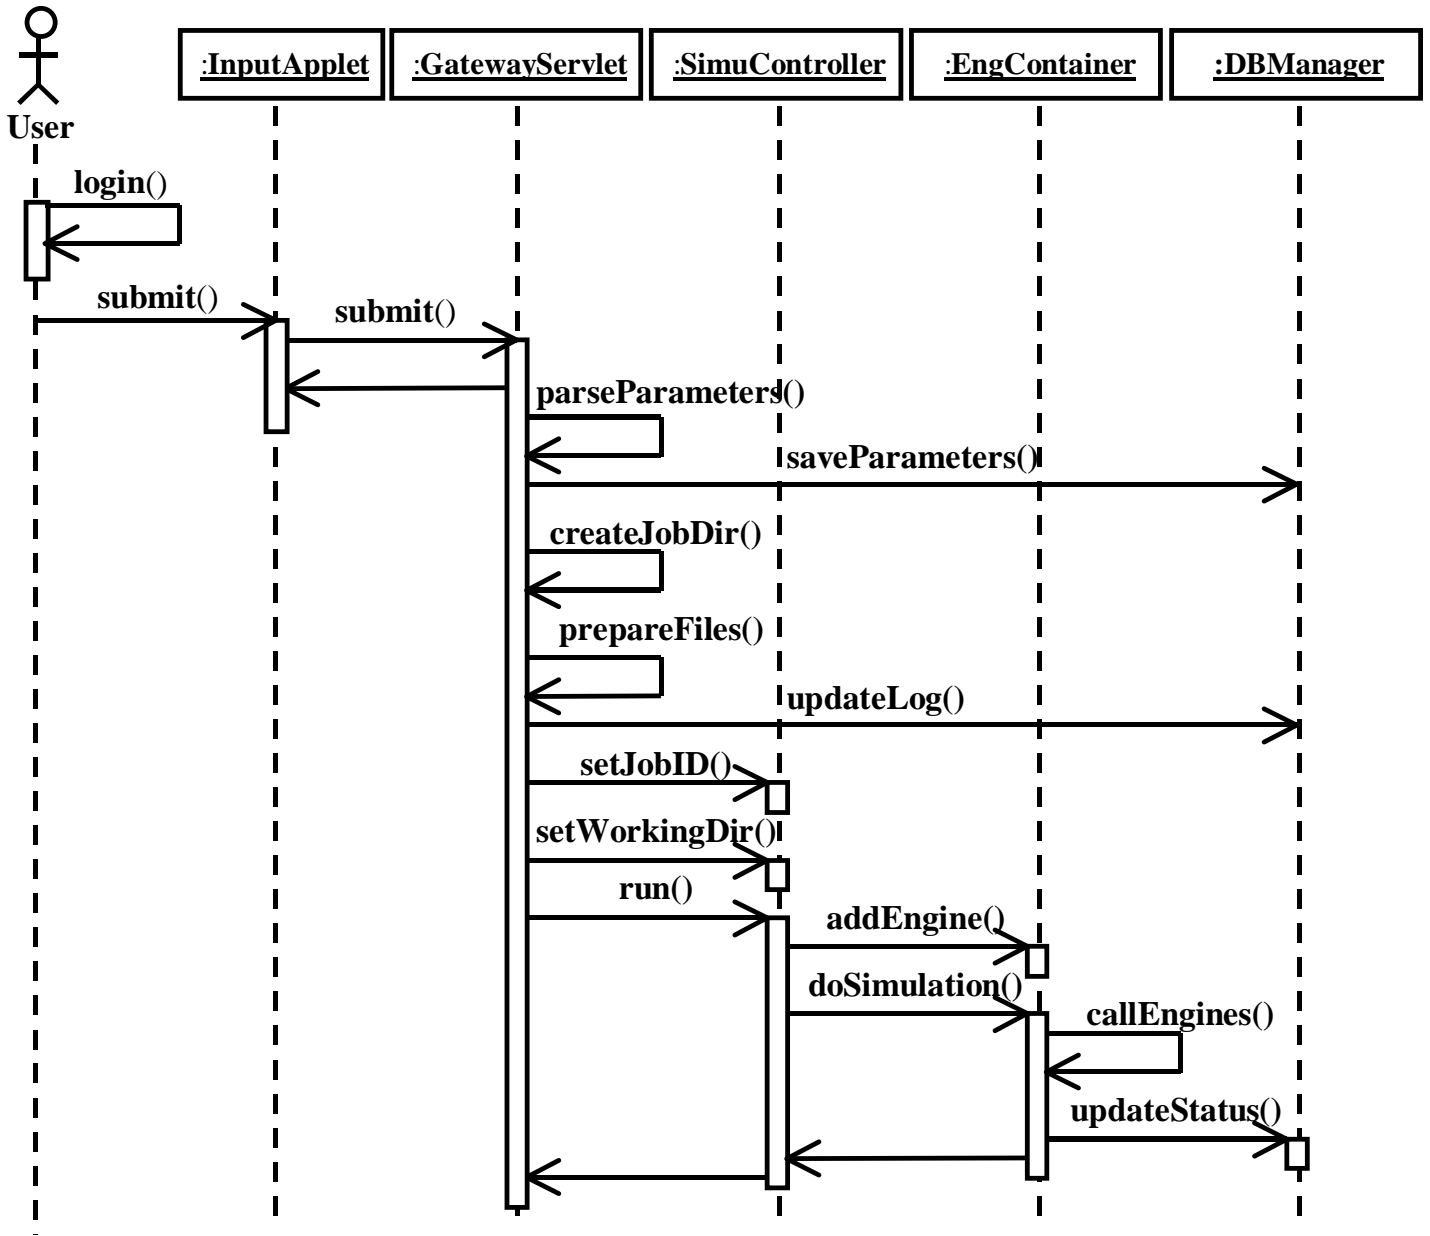 :InputApplet
:GatewayServlet
:SimuController
:EngContainer
:DBManager
User
login()
submit()
submit()
parseParameters()
saveParameters()
createJobDir()
prepareFiles()
updateLog()
setJobID()
setWorkingDir()
run()
addEngine()
doSimulation()
callEngines()
updateStatus()